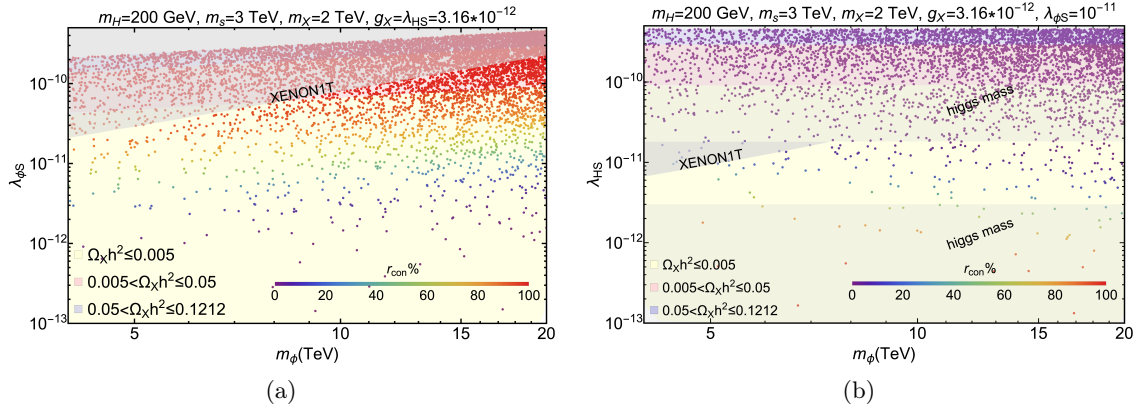 m_H=200 GeV, m_s=3 TeV, m_X=2 TeV, g_X=λ_HS=3.16*10^-12
λ_ϕS
10^-10
10^-11
10^-12
10^-13
XENON1T
Ω_Xh^2≤0.005
0.005<Ω_Xh^2≤0.05
0.05<Ω_Xh^2≤0.1212
r_con%
0 20 40 60 80 100
5 10 15 20
m_ϕ(TeV)
(a)
m_H=200 GeV, m_s=3 TeV, m_X=2 TeV, g_X=3.16*10^-12, λ_ϕS=10^-11
λ_HS
10^-10
10^-11
10^-12
10^-13
higgs mass
XENON1T
higgs mass
Ω_Xh^2≤0.005
0.005<Ω_Xh^2≤0.05
0.05<Ω_Xh^2≤0.1212
r_con%
0 20 40 60 80 100
5 10 15 20
m_ϕ(TeV)
(b)